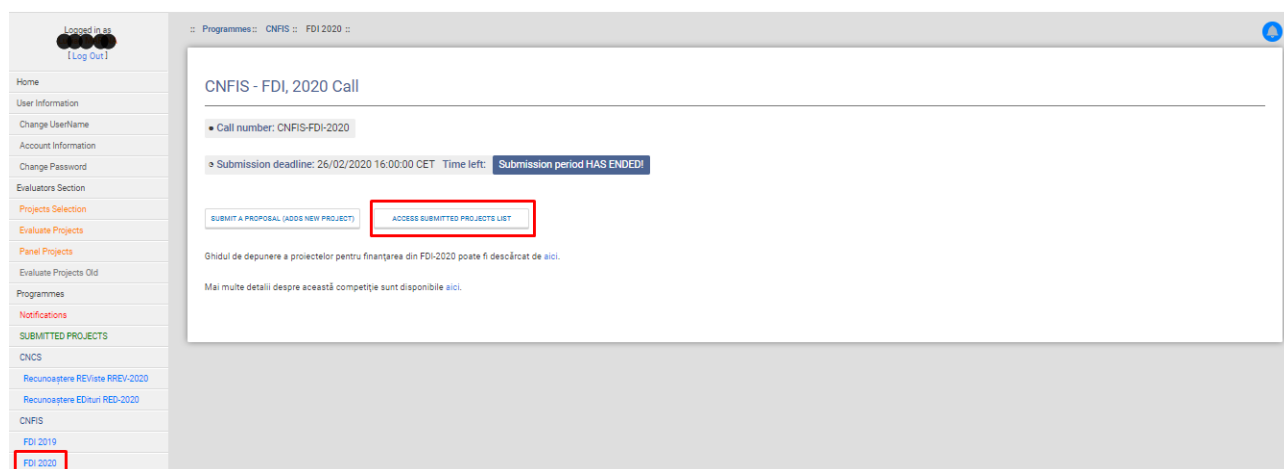 Logged in as
[ Log Out ]
Home
User Information
Change UserName
Account Information
Change Password
Evaluators Section
Projects Selection
Evaluate Projects
Panel Projects
Evaluate Projects Old
Programmes
Notifications
SUBMITTED PROJECTS
CNCS
Recunoaștere REViste RREV-2020
Recunoaștere EDituri RED-2020
CNFIS
FDI 2019
FDI 2020
:: Programmes :: CNFIS :: FDI 2020 ::
CNFIS - FDI, 2020 Call
Call number: CNFIS-FDI-2020
Submission deadline: 26/02/2020 16:00:00 CET Time left: Submission period HAS ENDED!
SUBMIT A PROPOSAL (ADDS NEW PROJECT) ACCESS SUBMITTED PROJECTS LIST
Ghidul de depunere a proiectelor pentru finanțarea din FDI-2020 poate fi descărcat de aici.
Mai multe detalii despre această competiție sunt disponibile aici.